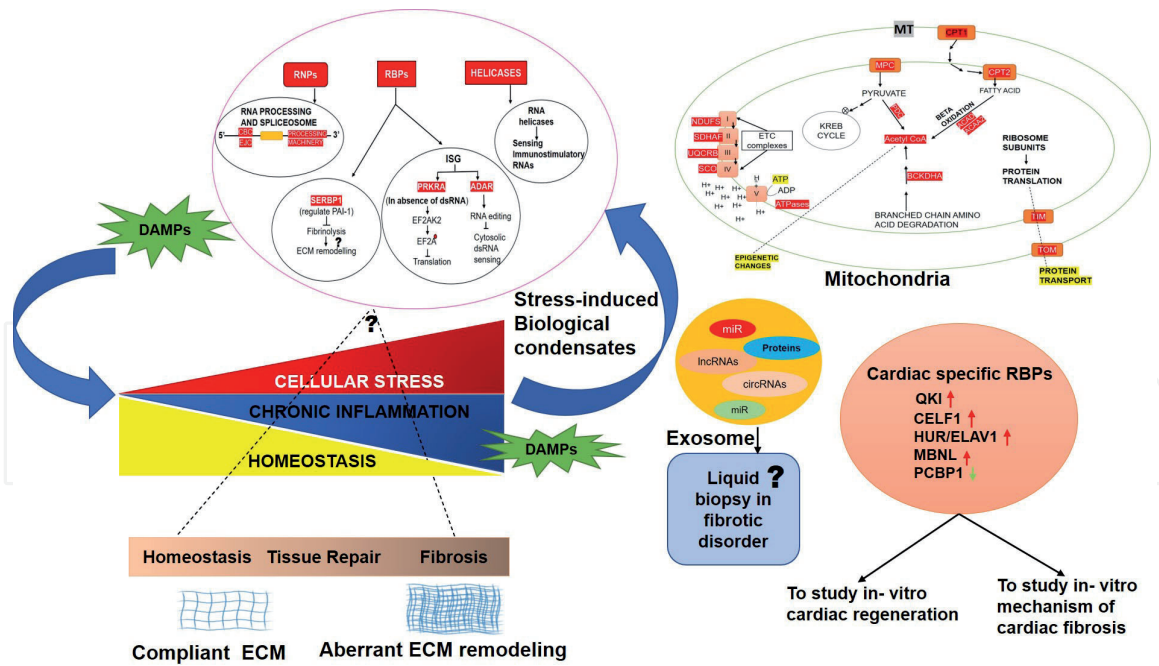 RNPs
RBPs
HELICASES
RNA PROCESSING
AND SPLICEOSOME
5'
CBC
EJC
PROCESSING
MACHINERY
3'
RNA
helicases
Sensing
Immunostimulatory
RNAs
SERBP1
(regulate PAI-1)
Fibrinolysis
?
ECM remodelling
ISG
PRKRA
ADAR
(In absence of dsRNA)
EF2AK2
EF2A
Translation
RNA editing
Cytosolic
dsRNA
sensing
DAMPs
?
Stress-induced
Biological
condensates
CELLULAR STRESS
CHRONIC INFLAMMATION
HOMEOSTASIS
DAMPs
Homeostasis Tissue Repair Fibrosis
Compliant ECM
Aberrant ECM remodeling
MT
CPT1
MPC
CPT2
PYRUVATE
FATTY ACID
KREB
CYCLE
BETA
OXIDATION
Acetyl CoA
NDUFS
I
SDHAF
II
UQCRB
III
SCO
IV
ETC
complexes
RIBOSOME
SUBUNITS
PROTEIN
TRANSLATION
BCKDHA
H+
H+
H+
H+
H+
H+
H+
H+
H
V
ATP
ADP
ATPases
BRANCHED CHAIN AMINO
ACID DEGRADATION
TIM
TOM
EPIGENETIC
CHANGES
PROTEIN
TRANSPORT
Mitochondria
miR
Proteins
lncRNAs
circRNAs
miR
Exosome
Liquid ?
biopsy in
fibrotic
disorder
Cardiac specific RBPs
QKI
CELF1
HUR/ELAV1
MBNL
PCBP1
To study in- vitro
cardiac regeneration
To study in- vitro
mechanism of
cardiac fibrosis